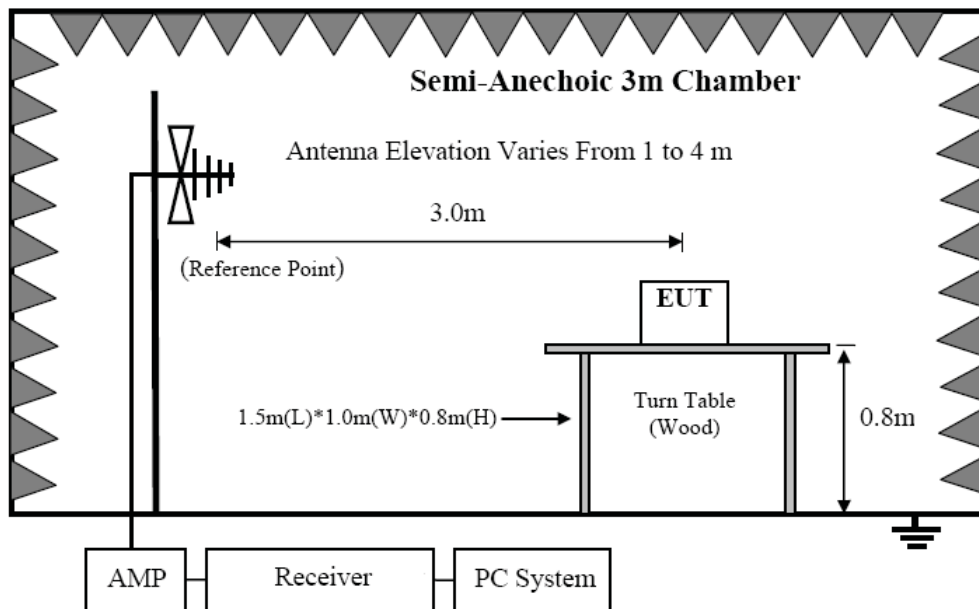 Semi-Anechoic 3m Chamber
Antenna Elevation Varies From 1 to 4 m
3.0m
(Reference Point)
EUT
1.5m(L)*1.0m(W)*0.8m(H)
Turn Table
(Wood)
0.8m
AMP
Receiver
PC System